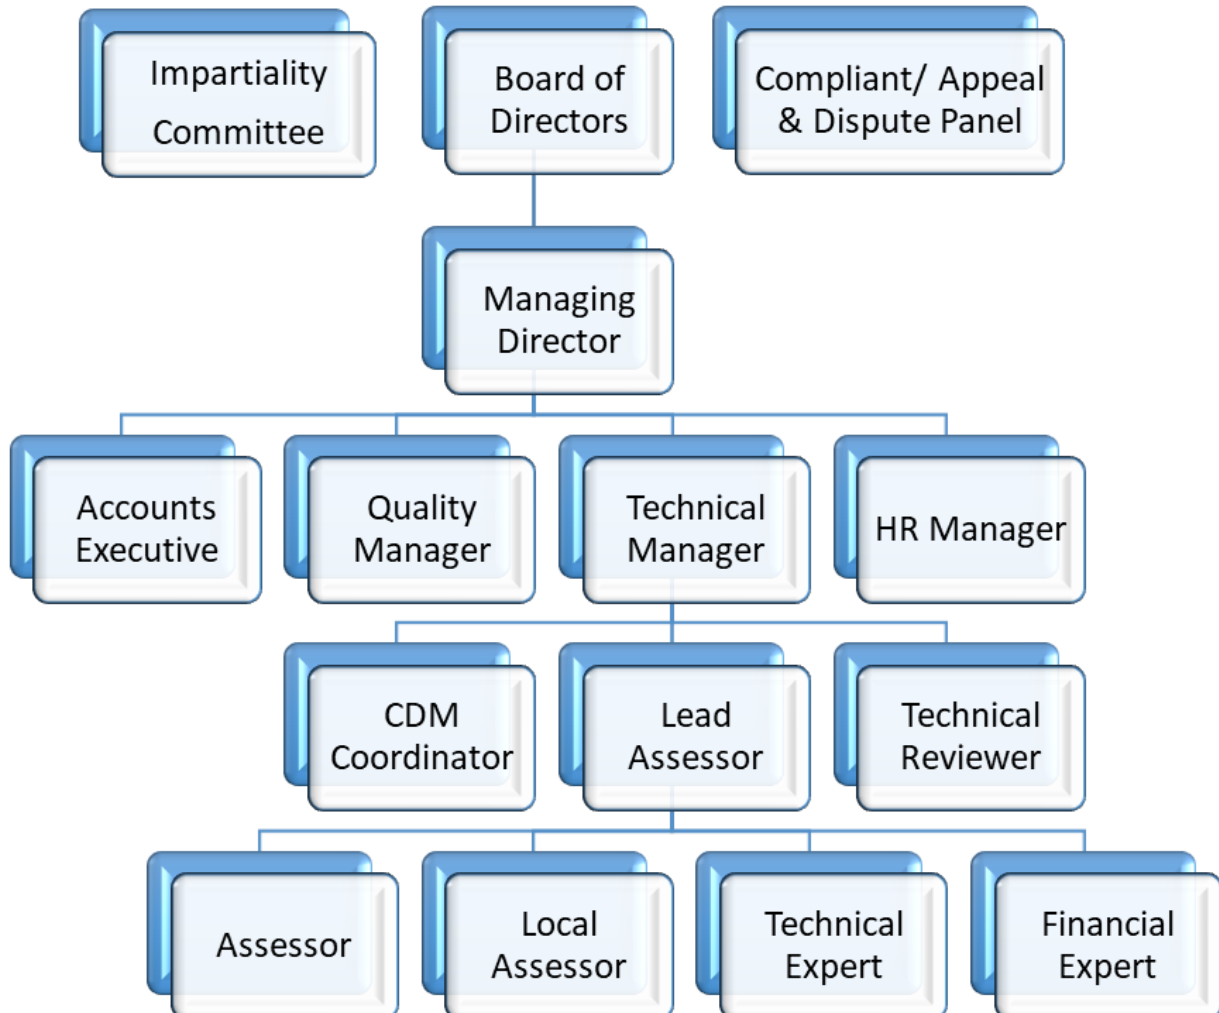 Impartiality
Committee
Board of
Directors
Compliant/ Appeal
& Dispute Panel
Managing
Director
Accounts
Executive
Quality
Manager
Technical
Manager
HR Manager
CDM
Coordinator
Lead
Assessor
Technical
Reviewer
Assessor
Local
Assessor
Technical
Expert
Financial
Expert